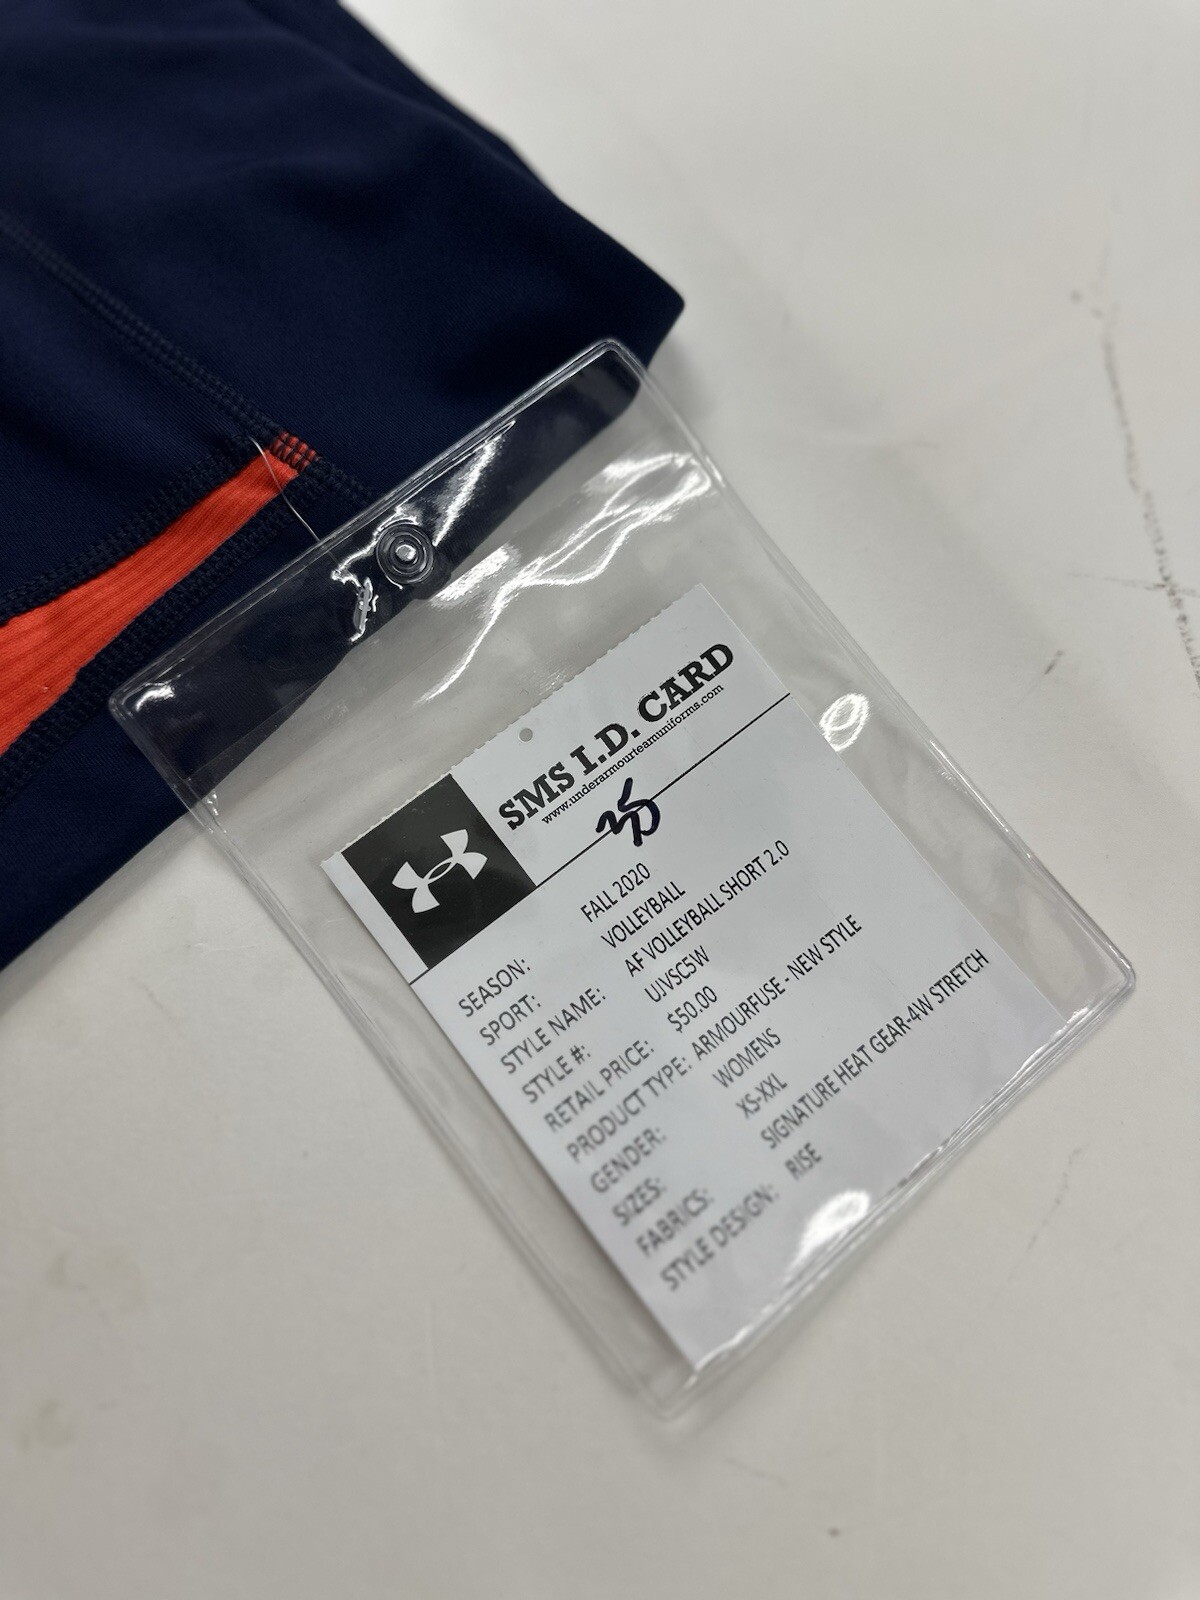 SMS I.D. CARD
www.underarmourteamuniforms.com
SEASON: FALL 2020
SPORT: VOLLEYBALL
STYLE NAME: AF VOLLEYBALL SHORT 2.0
STYLE #: UJVSC5W
RETAIL PRICE: $50.00
PRODUCT TYPE: ARMOURFUSE - NEW STYLE
GENDER: WOMENS
SIZES: XS-XXL
FABRICS: SIGNATURE HEAT GEAR-4W STRETCH
STYLE DESIGN: RISE